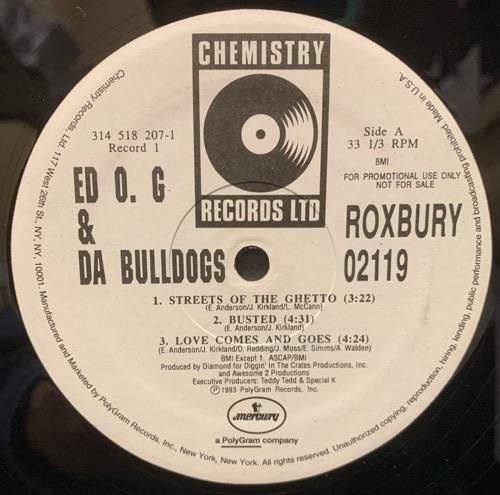 CHEMISTRY
RECORDS LTD
314 518 207-1
Record 1
Side A
33 1/3 RPM
BMI
FOR PROMOTIONAL USE ONLY
NOT FOR SALE
ED O. G
&
DA BULLDOGS
ROXBURY
02119
1. STREETS OF THE GHETTO (3:22)
(E. Anderson/J. Kirkland/L. McCann)
2. BUSTED (4:31)
(E. Anderson/J. Kirkland)
3. LOVE COMES AND GOES (4:24)
(E. Anderson/J. Kirkland/O. Redding/J. Moss/E. Simms/A. Walden)
BMI Except 1. ASCAP/BMI
Produced by Diamond for Diggin' In The Crates Productions, Inc.
and Awesome 2 Productions
Executive Producers: Teddy Tedd & Special K
Ⓟ1993 PolyGram Records, Inc.
mercury
a PolyGram company
Chemistry Records, Ltd. 117 West 26th St., NY, NY, 10001. Manufactured and Marketed by PolyGram Records, Inc., New York, New York. All rights reserved. Unauthorized copying, reproduction, hiring, lending, public performance and broadcasting prohibited Made in U.S.A.